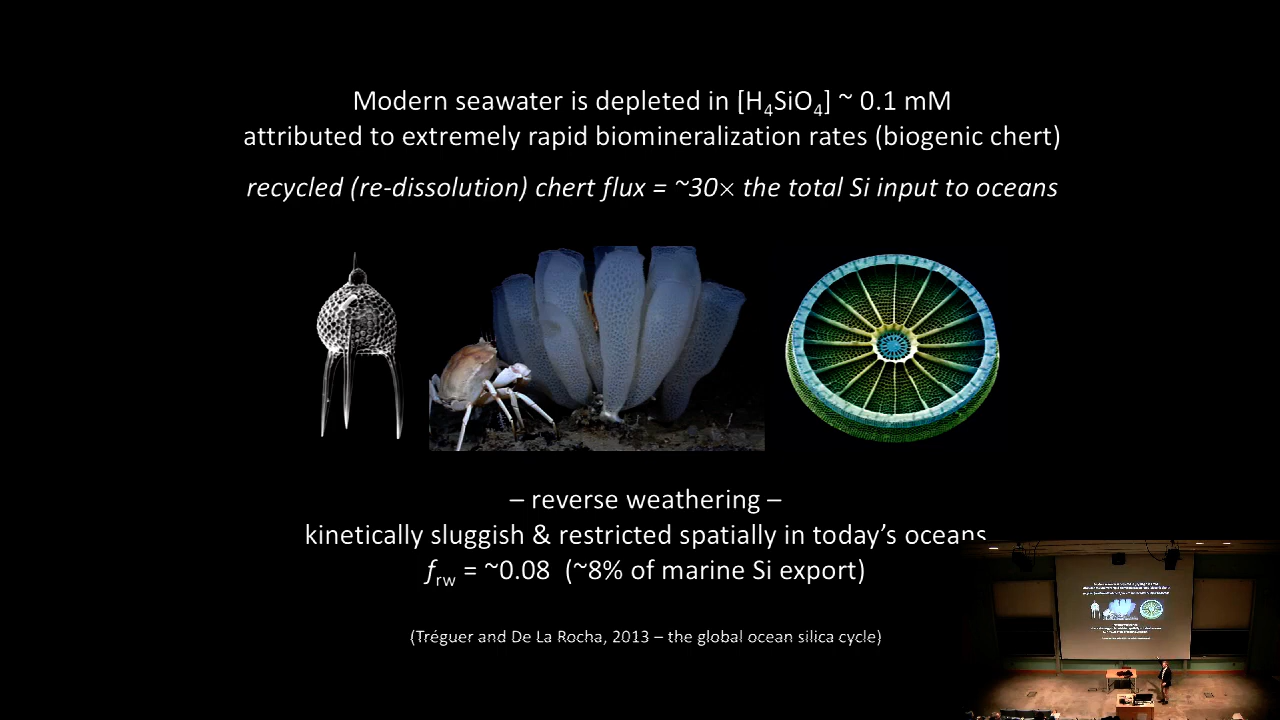 Modern seawater is depleted in [H₄SiO₄] ~ 0.1 mM
attributed to extremely rapid biomineralization rates (biogenic chert)
recycled (re-dissolution) chert flux = ~30× the total Si input to oceans
– reverse weathering –
kinetically sluggish & restricted spatially in today’s oceans
f_rw = ~0.08 (~8% of marine Si export)
(Tréguer and De La Rocha, 2013 – the global ocean silica cycle)